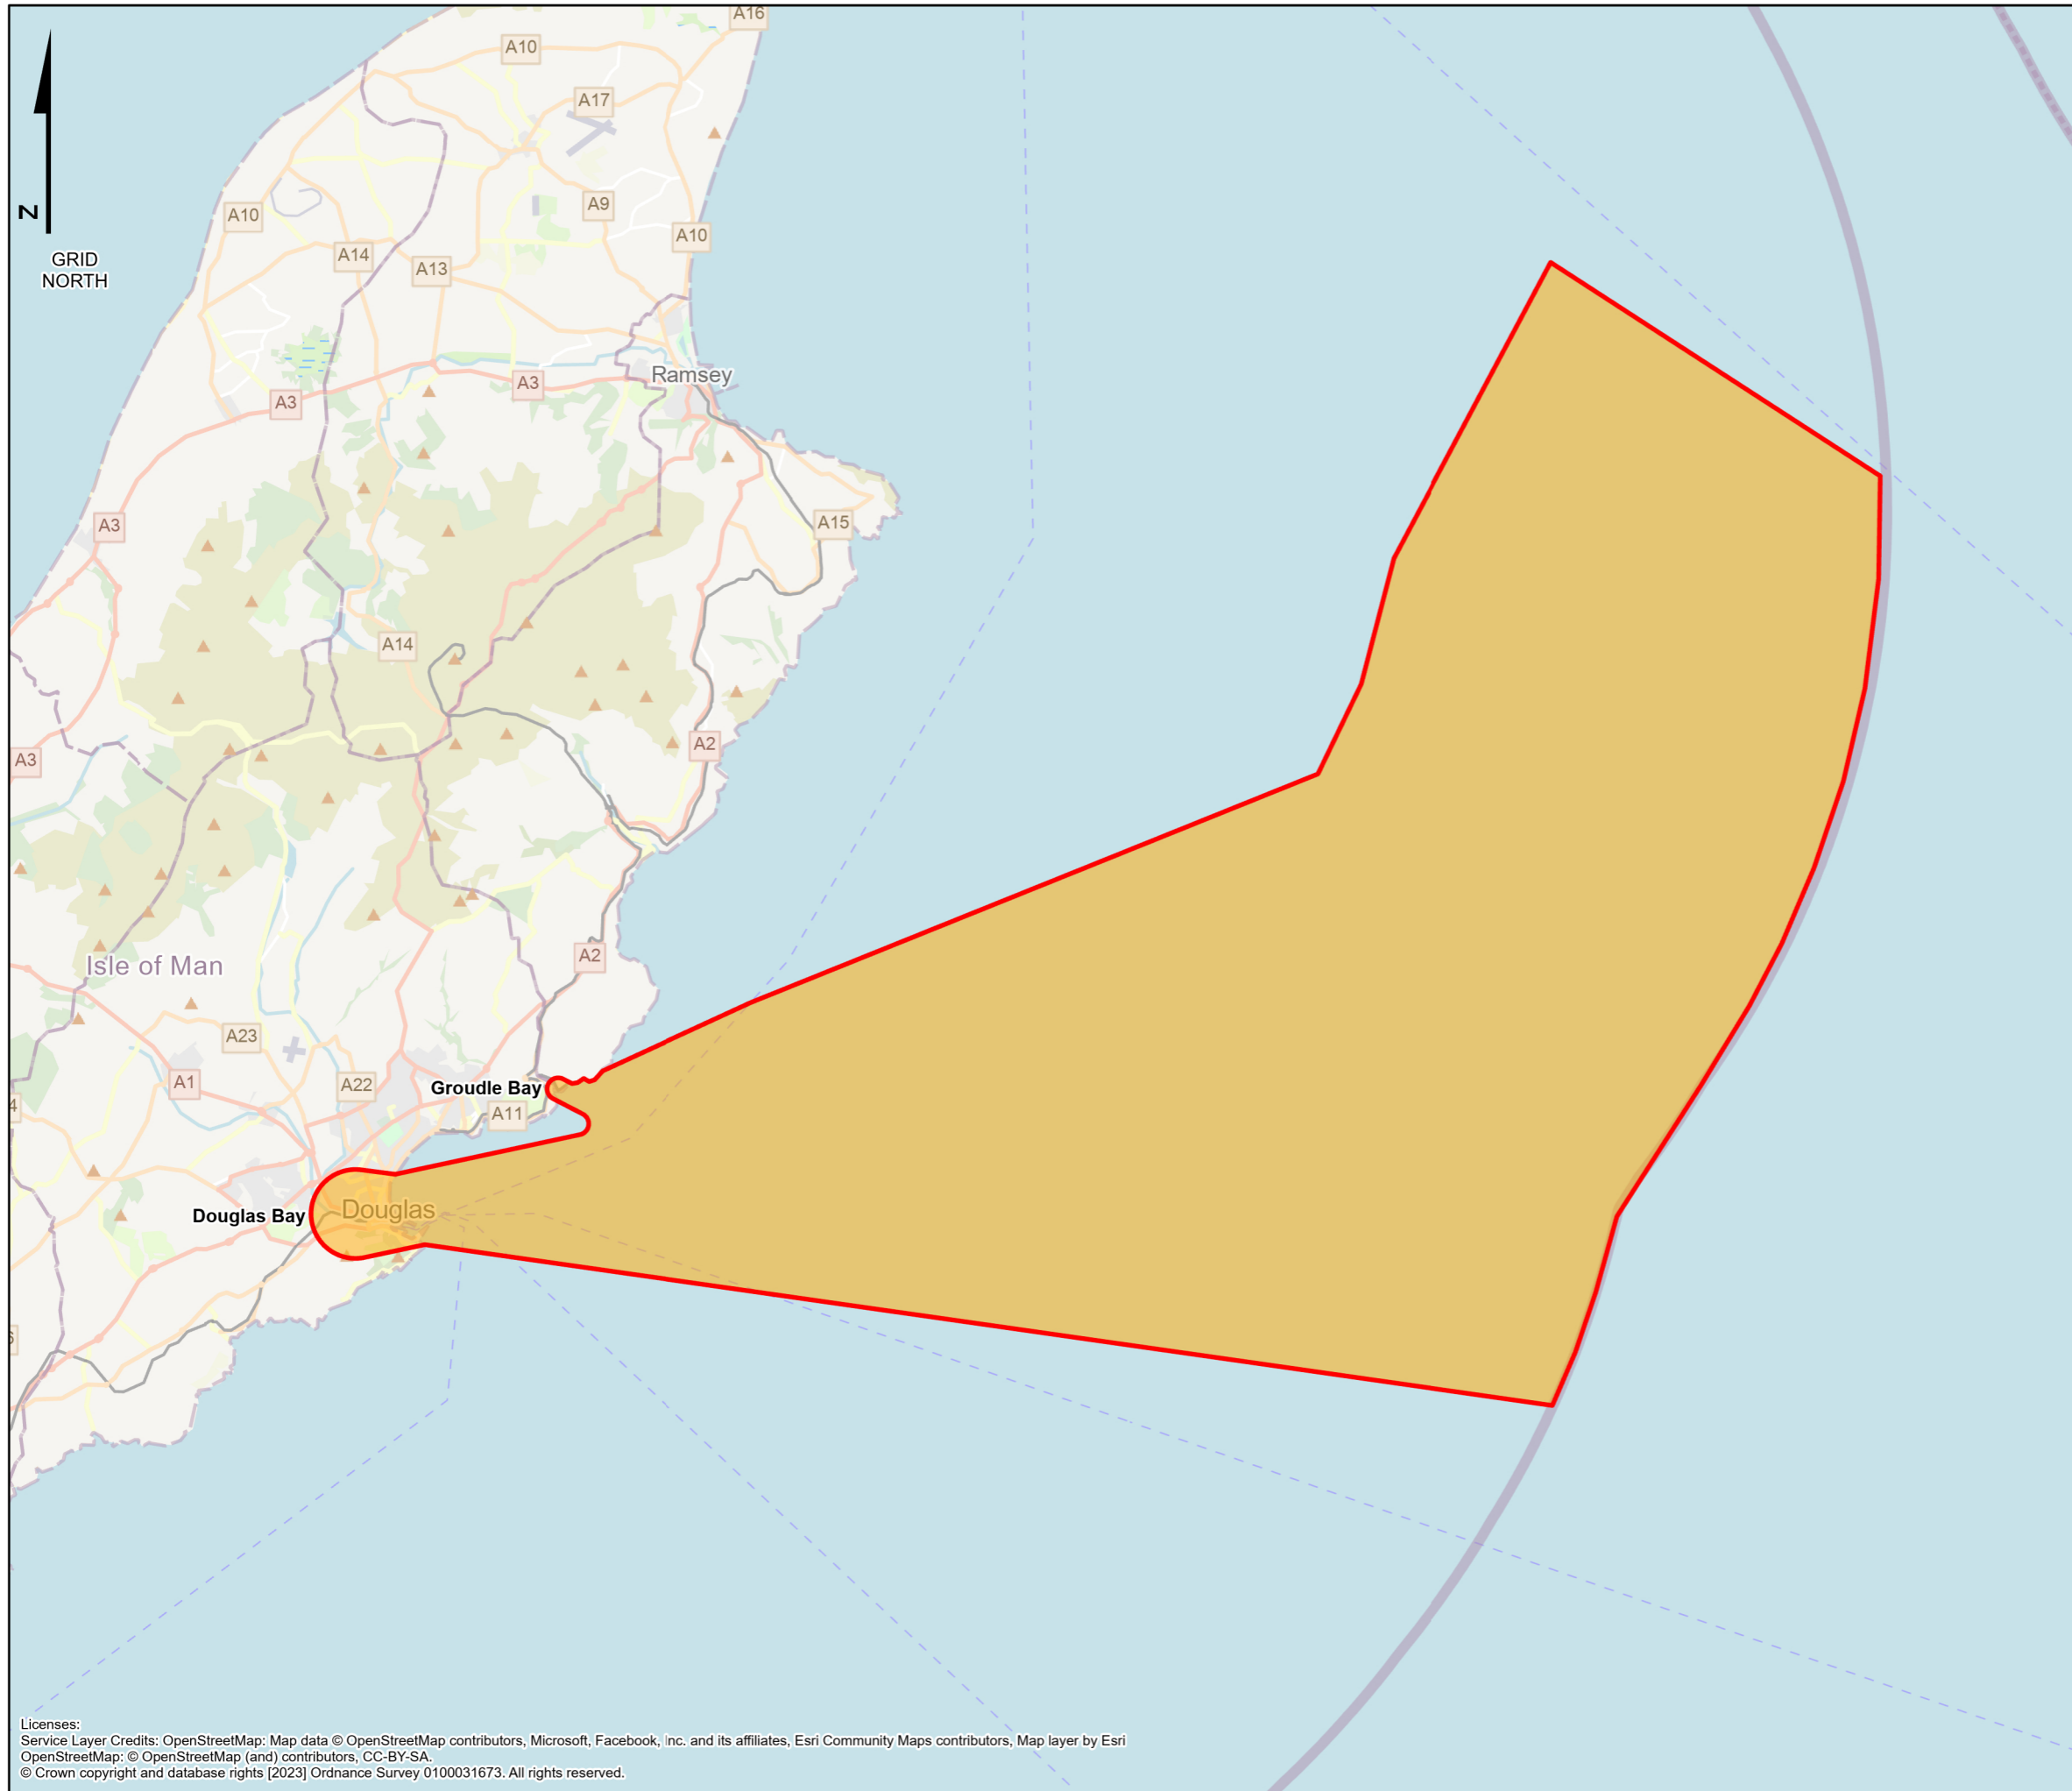 A16
A10
A17
N
A10
A9
A10
GRID
NORTH
A14
A13
Ramsey
A3
A3
A3
A15
A14
A2
A3
A2
Isle of Man
A23
A1
A22
Groudle Bay
4
A11
Douglas Bay
Douglas
Licenses:
Service Layer Credits: OpenStreetMap: Map data © OpenStreetMap contributors, Microsoft, Facebook, Inc. and its affiliates, Esri Community Maps contributors, Map layer by Esri
OpenStreetMap: © OpenStreetMap (and) contributors, CC-BY-SA.
© Crown copyright and database rights [2023] Ordnance Survey 0100031673. All rights reserved.